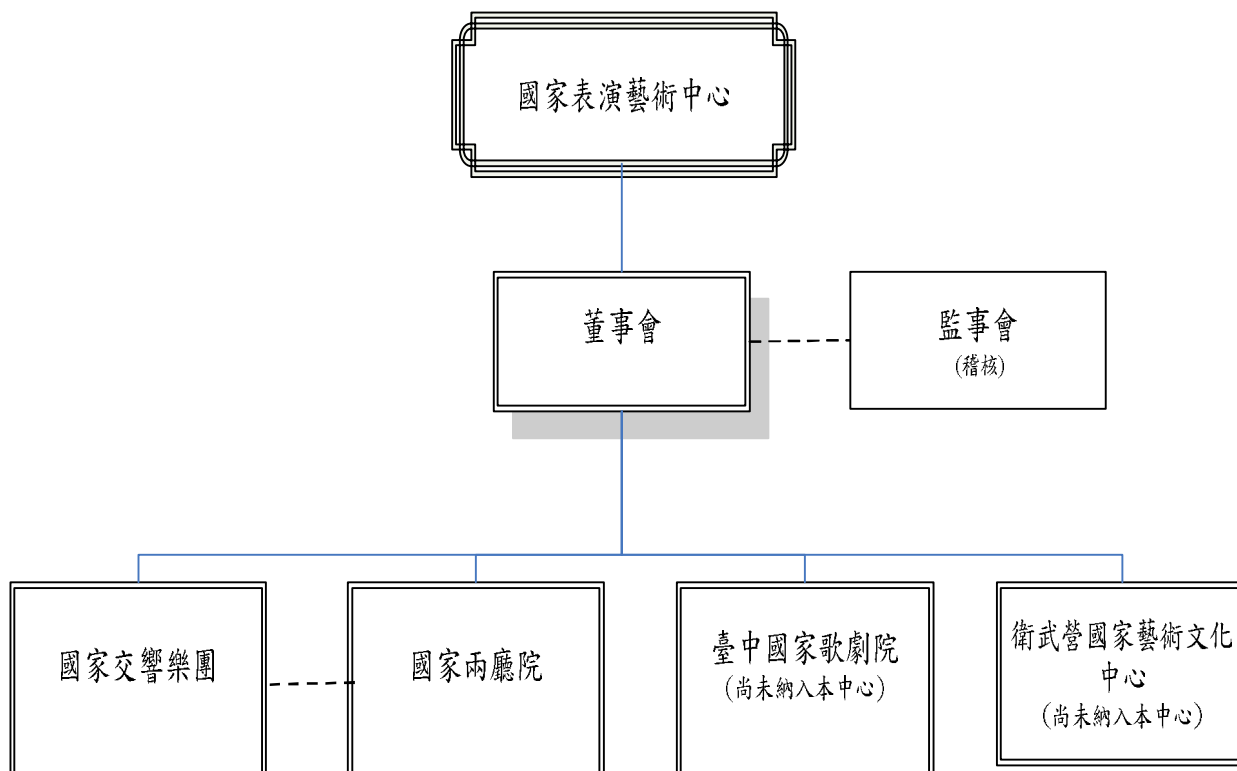 國家表演藝術中心
董事會
監事會
(稽核)
國家交響樂團
國家兩廳院
臺中國家歌劇院
(尚未納入本中心)
衛武營國家藝術文化
中心
(尚未納入本中心)